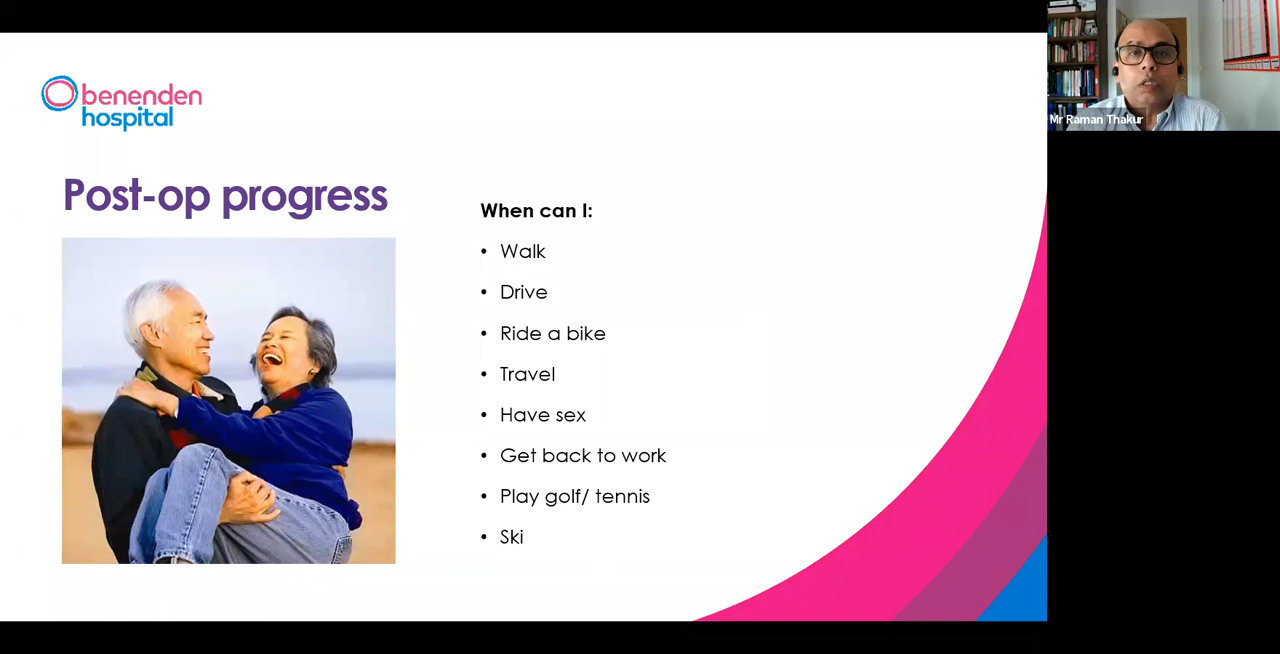 benenden
hospital
Mr Raman Thakur
Post-op progress
When can I:
• Walk
• Drive
• Ride a bike
• Travel
• Have sex
• Get back to work
• Play golf/ tennis
• Ski